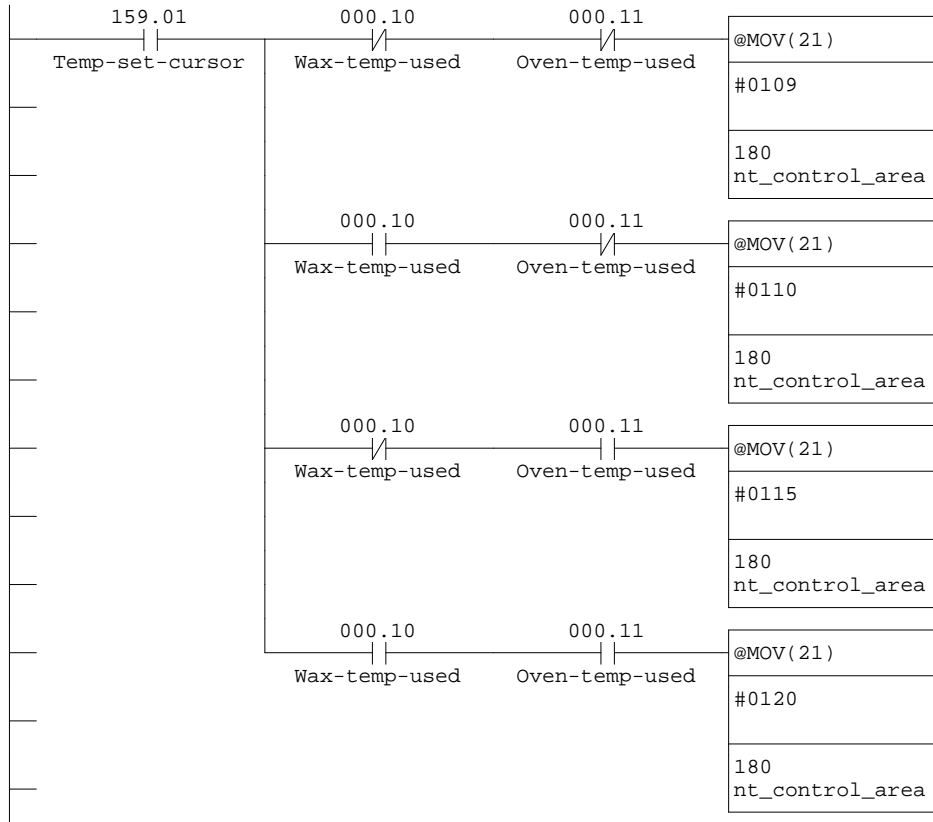 159.01 000.10 000.11
Temp-set-cursor Wax-temp-used Oven-temp-used
@MOV(21)
#0109
180
nt_control_area
000.10 000.11
Wax-temp-used Oven-temp-used
@MOV(21)
#0110
180
nt_control_area
000.10 000.11
Wax-temp-used Oven-temp-used
@MOV(21)
#0115
180
nt_control_area
000.10 000.11
Wax-temp-used Oven-temp-used
@MOV(21)
#0120
180
nt_control_area